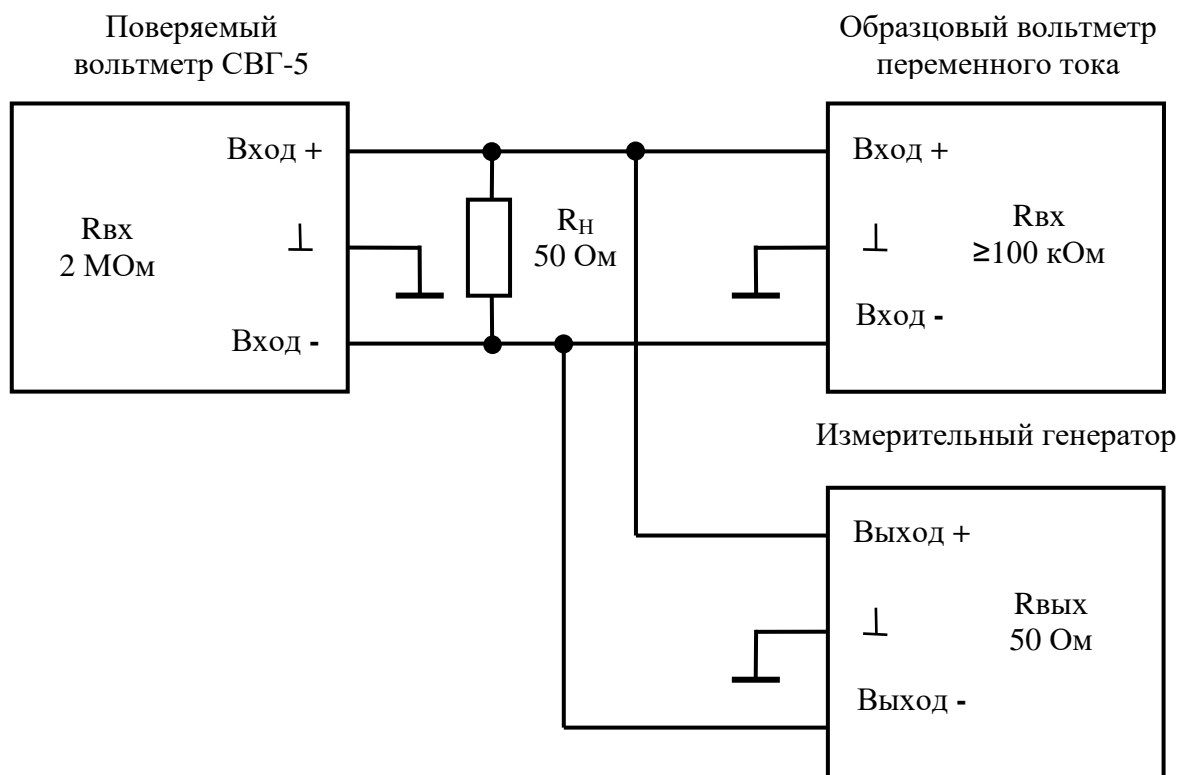 Поверяемый
вольтметр СВГ-5
Образцовый вольтметр
переменного тока
Вход +
Rвх
2 МОм
⊥
Вход -
RН
50 Ом
Вход +
⊥
Rвх
≥100 кОм
Вход -
Измерительный генератор
Выход +
⊥
Rвых
50 Ом
Выход -